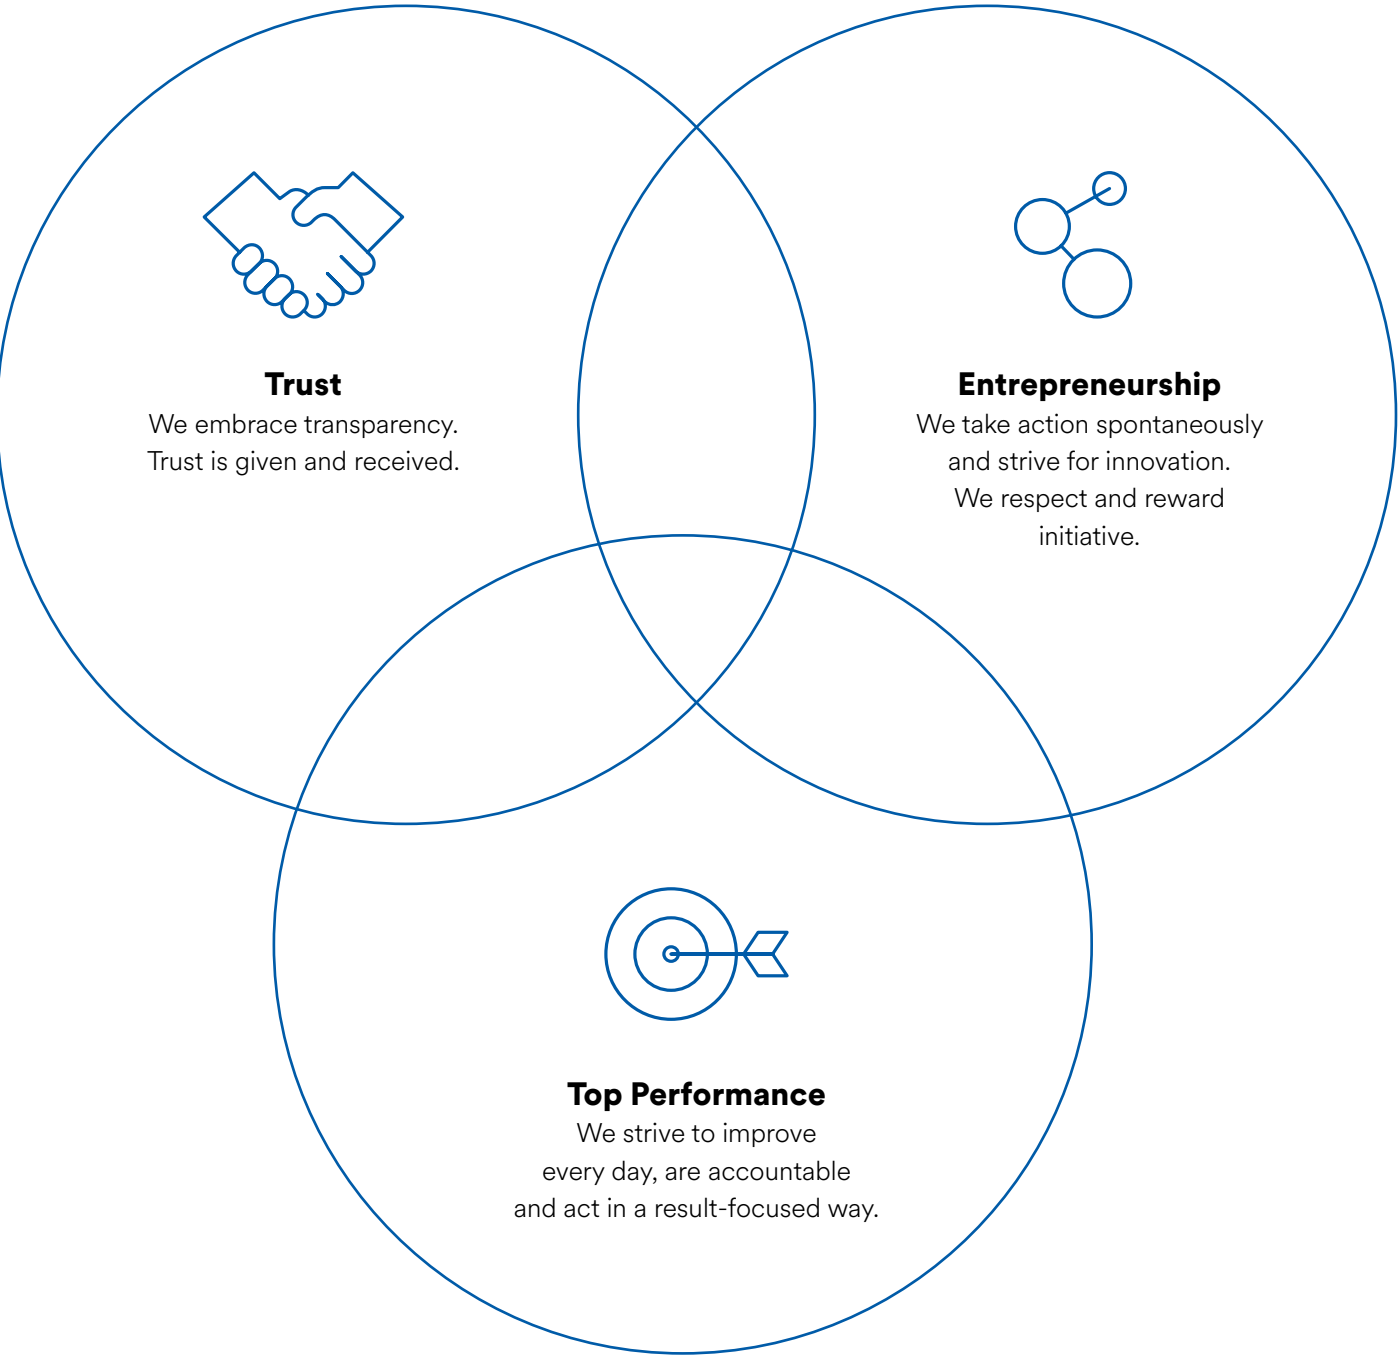 Trust
We embrace transparency.
Trust is given and received.
Entrepreneurship
We take action spontaneously
and strive for innovation.
We respect and reward
initiative.
Top Performance
We strive to improve
every day, are accountable
and act in a result-focused way.